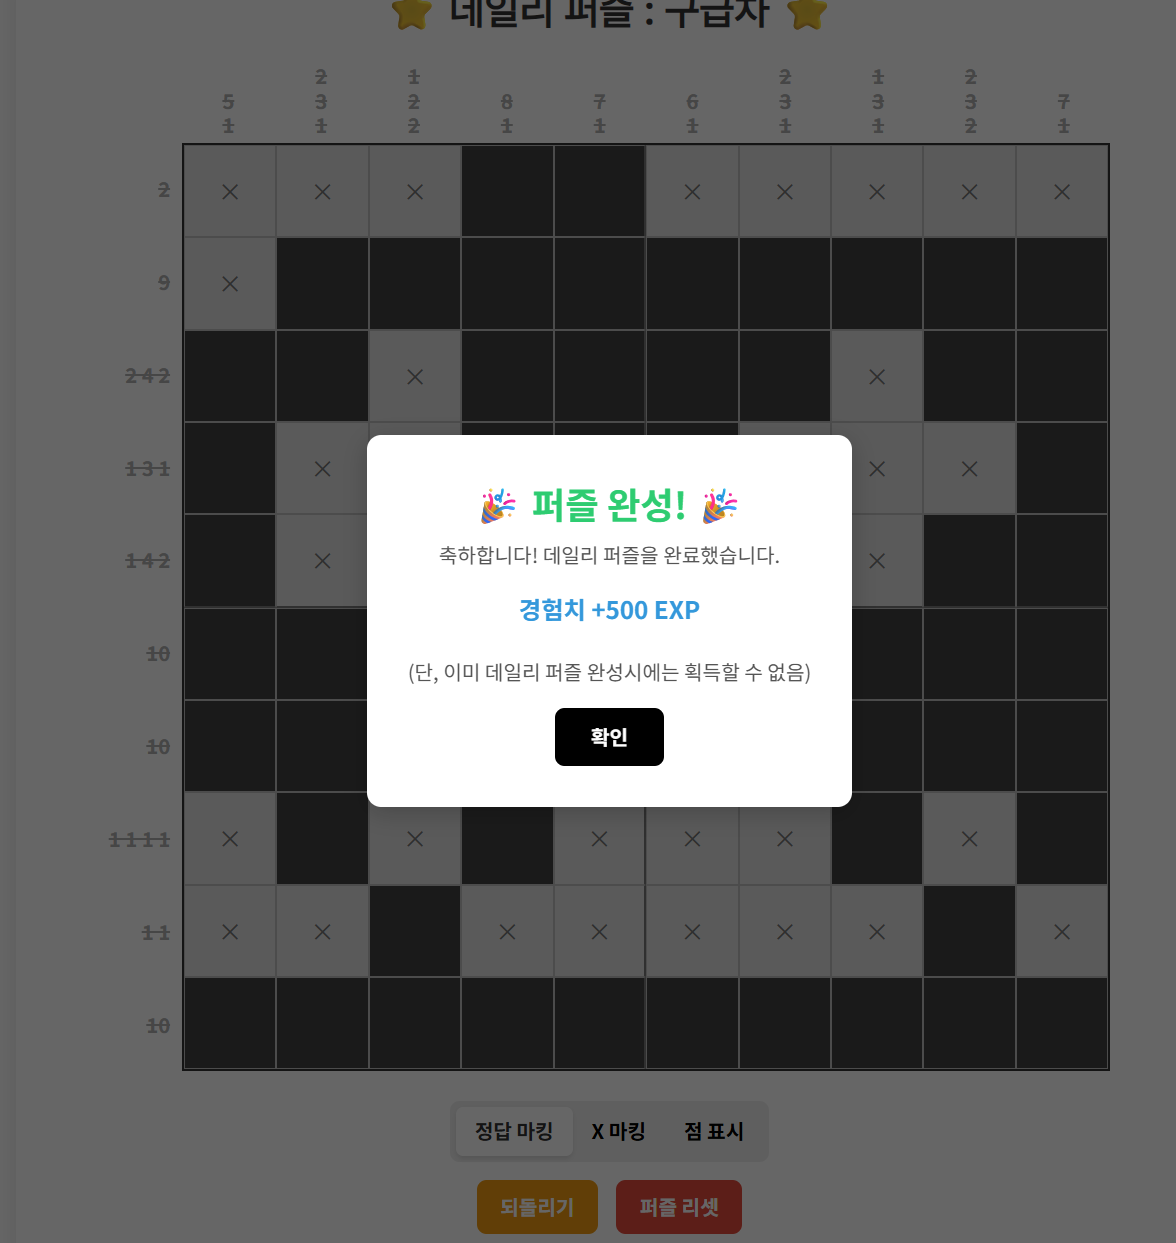 ⭐ 데일리 퍼즐 : 구급차 ⭐
2 1 2 1 2
5 3 2 8 7 6 3 3 3 7
1 1 2 1 1 1 1 1 2 1
2
9
2 4 2
1 3 1
1 4 2
10
10
1 1 1 1
1 1
10
🎉 퍼즐 완성! 🎉
축하합니다! 데일리 퍼즐을 완료했습니다.
경험치 +500 EXP
(단, 이미 데일리 퍼즐 완성시에는 획득할 수 없음)
확인
정답 마킹 X 마킹 점 표시
되돌리기 퍼즐 리셋